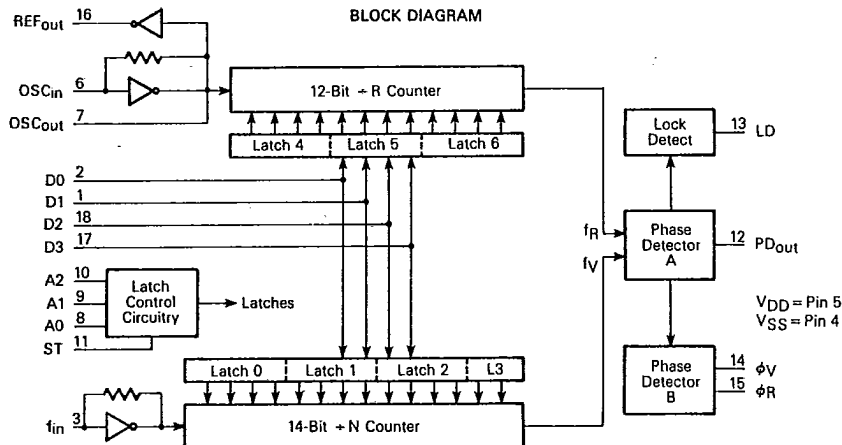 BLOCK DIAGRAM
REFout 16
OSCin 6
OSCout 7
12-Bit ÷ R Counter
Latch 4 Latch 5 Latch 6
D0 2
D1 1
D2 18
D3 17
A2 10
A1 9
A0 8
ST 11
Latch Control Circuitry
Latches
Latch 0 Latch 1 Latch 2 L3
fin 3
14-Bit ÷ N Counter
fR
fV
Lock Detect
13 LD
Phase Detector A
12 PDout
VDD = Pin 5
VSS = Pin 4
Phase Detector B
14 ϕV
15 ϕR